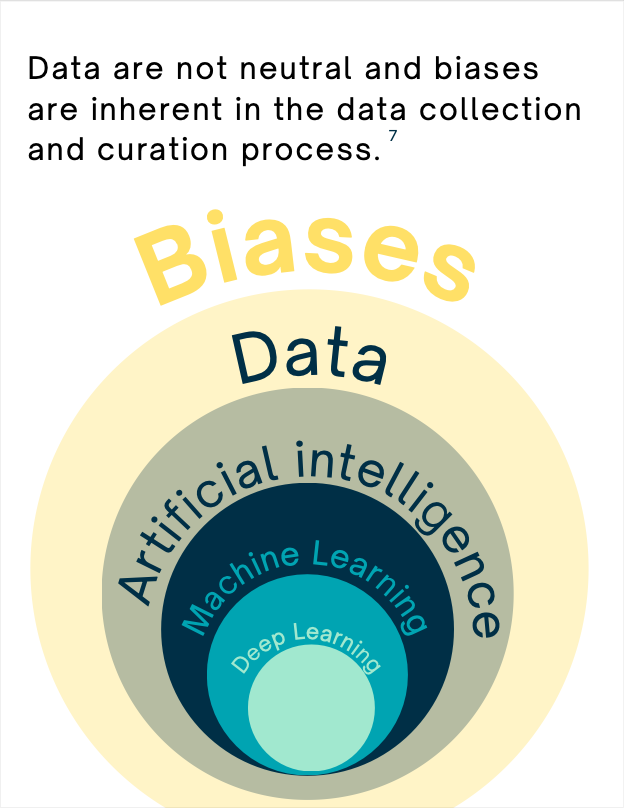 Data are not neutral and biases
are inherent in the data collection
and curation process. 7
Biases
Data
Artificial intelligence
Machine Learning
Deep Learning